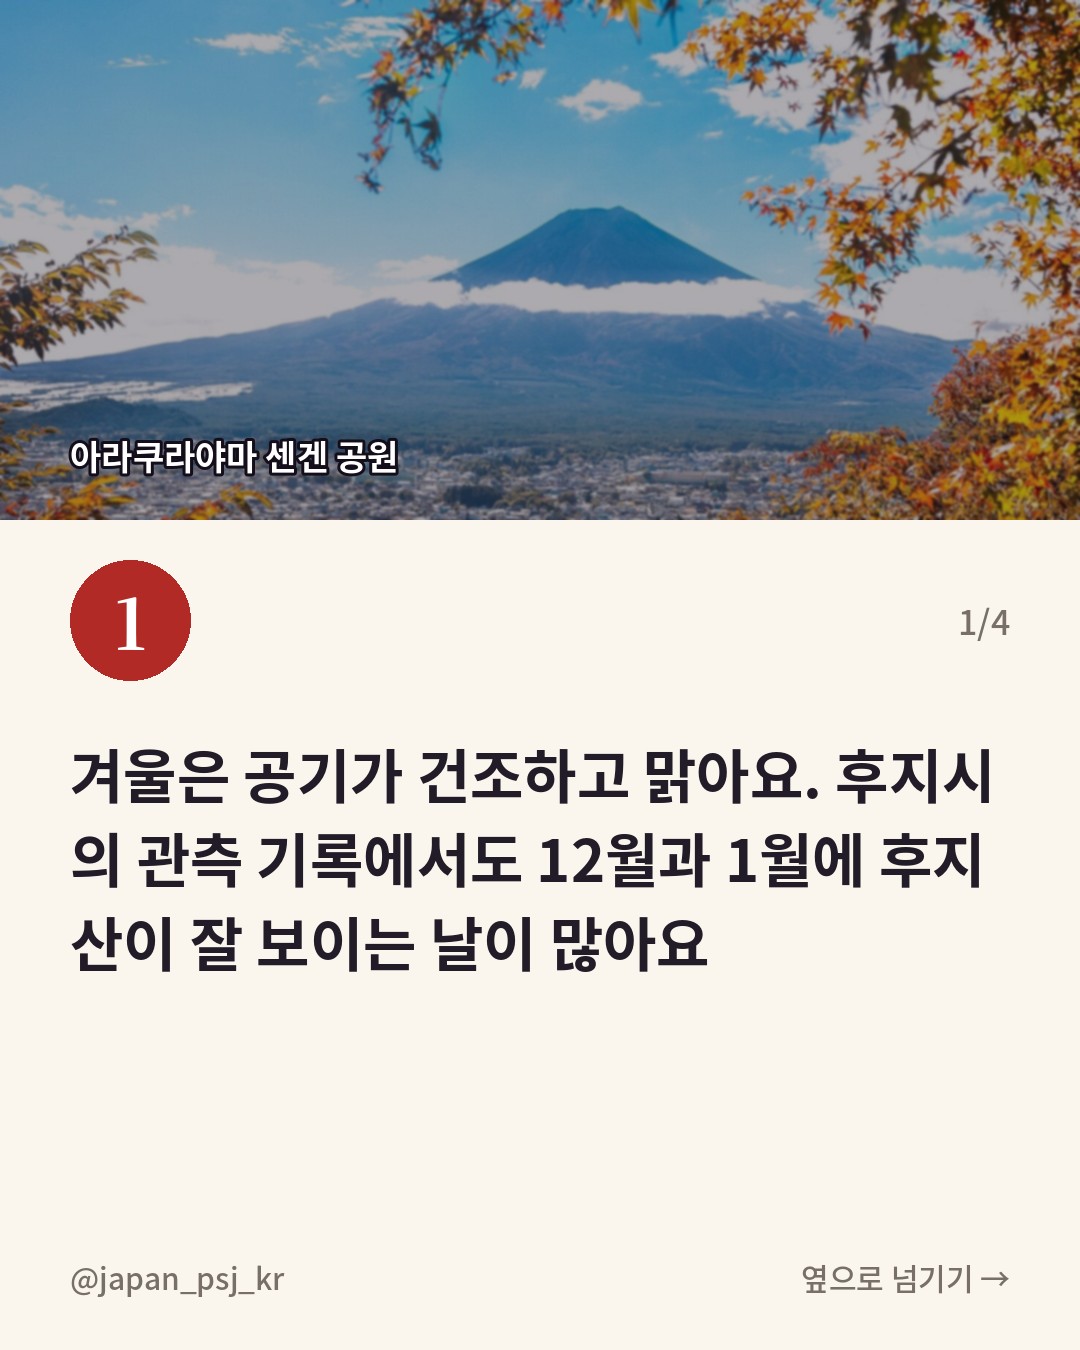 아라쿠라야마 센겐 공원
1
1/4
겨울은 공기가 건조하고 맑아요. 후지시
의 관측 기록에서도 12월과 1월에 후지
산이 잘 보이는 날이 많아요
@japan_psj_kr
옆으로 넘기기 →